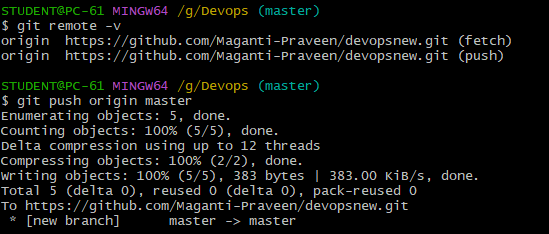 STUDENT@PC-61 MINGW64 /g/Devops (master)
$ git remote -v
origin  https://github.com/Maganti-Praveen/devopsnew.git (fetch)
origin  https://github.com/Maganti-Praveen/devopsnew.git (push)

STUDENT@PC-61 MINGW64 /g/Devops (master)
$ git push origin master
Enumerating objects: 5, done.
Counting objects: 100% (5/5), done.
Delta compression using up to 12 threads
Compressing objects: 100% (2/2), done.
Writing objects: 100% (5/5), 383 bytes | 383.00 KiB/s, done.
Total 5 (delta 0), reused 0 (delta 0), pack-reused 0
To https://github.com/Maganti-Praveen/devopsnew.git
 * [new branch]      master -> master